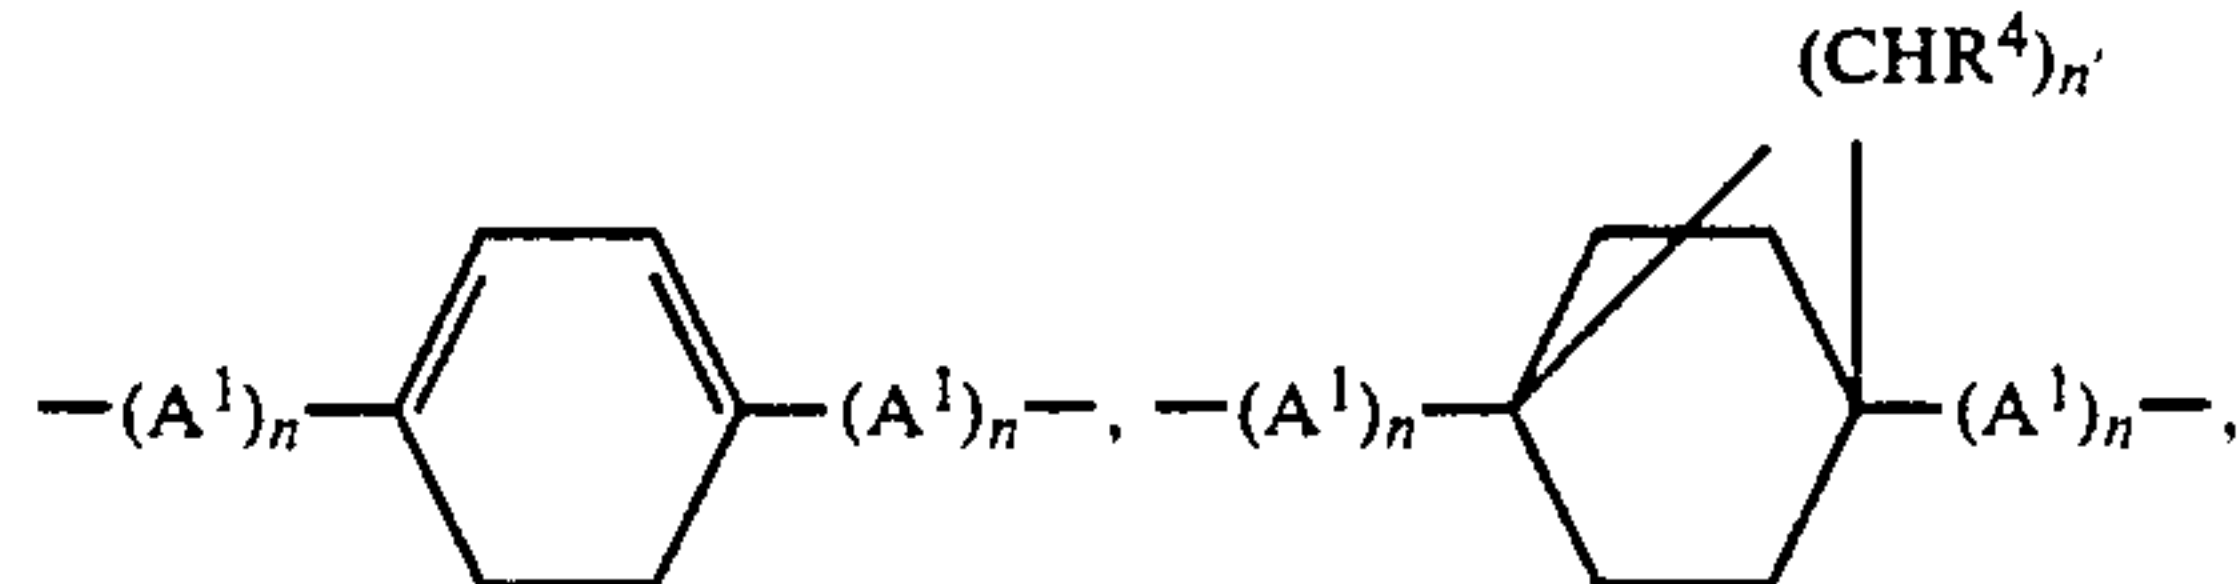 (CHR⁴)ₙ'
—(A¹)ₙ— —(A¹)ₙ—, —(A¹)ₙ— —(A¹)ₙ—,